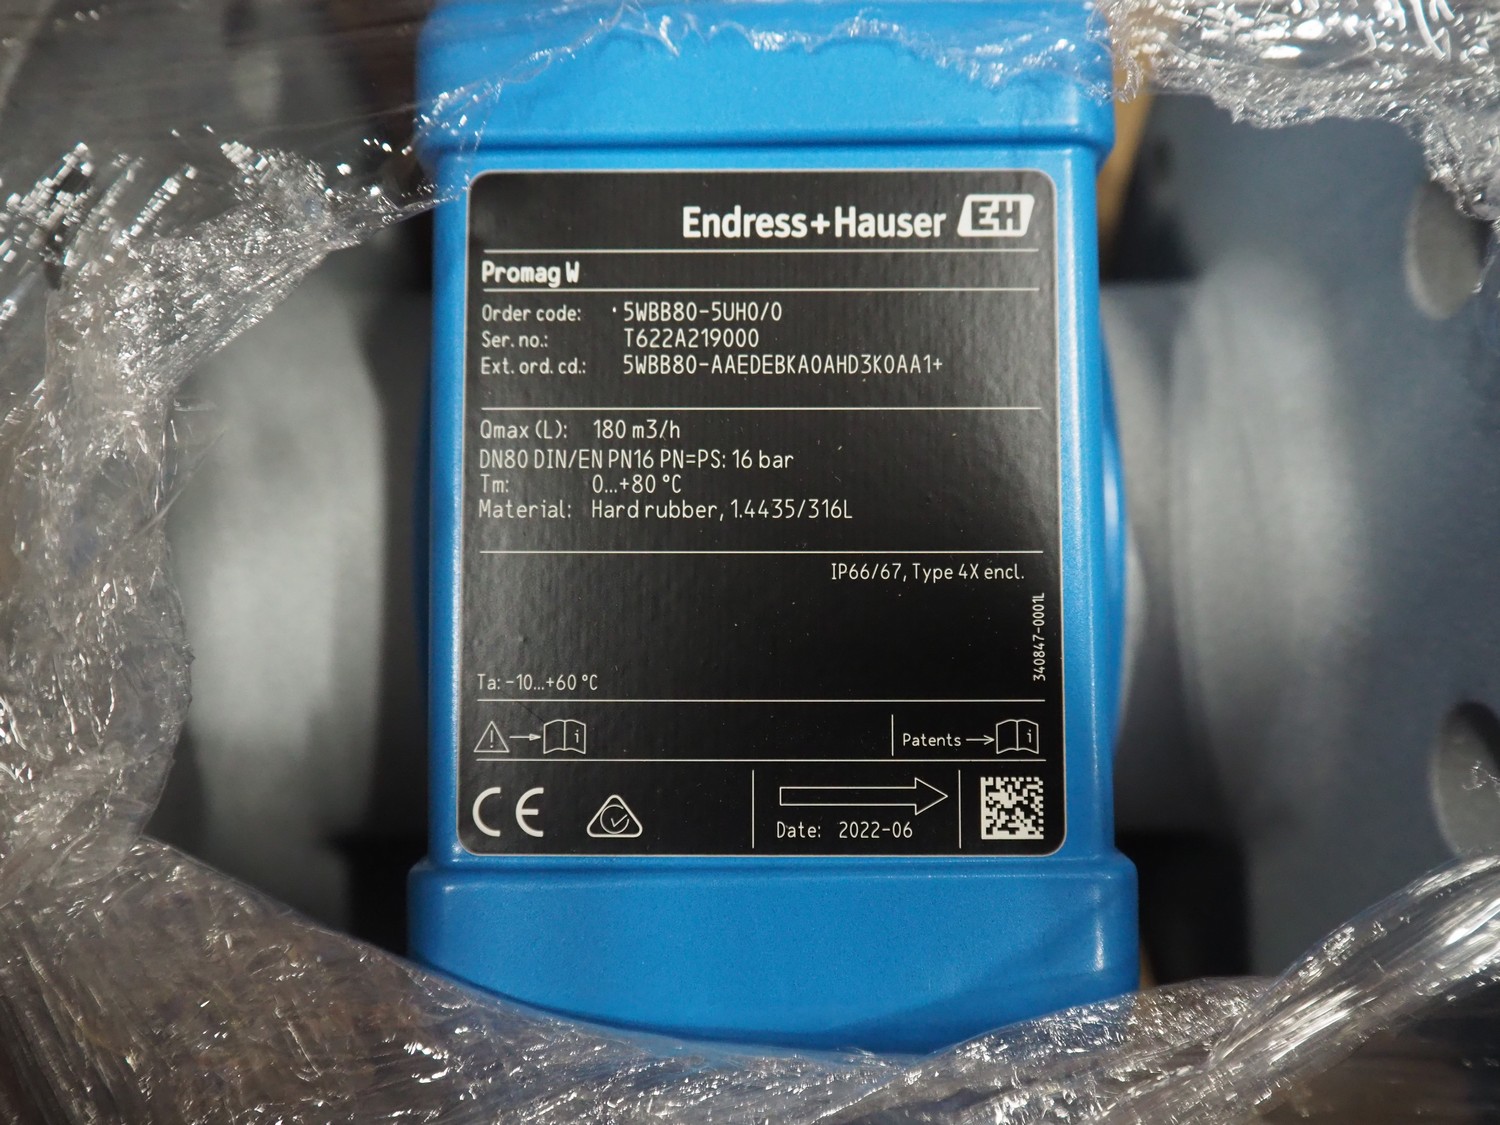 Endress+Hauser EH
Promag W
Order code: 5WBB80-5UH0/0
Ser. no.: T622A219000
Ext. ord. cd.: 5WBB80-AAEDEBKA0AHD3K0AA1+
Qmax (L): 180 m3/h
DN80 DIN/EN PN16 PN=PS: 16 bar
Tm: 0...+80 °C
Material: Hard rubber, 1.4435/316L
IP66/67, Type 4X encl.
340847-0001L
Ta: -10...+60 °C
Patents
CE
Date: 2022-06